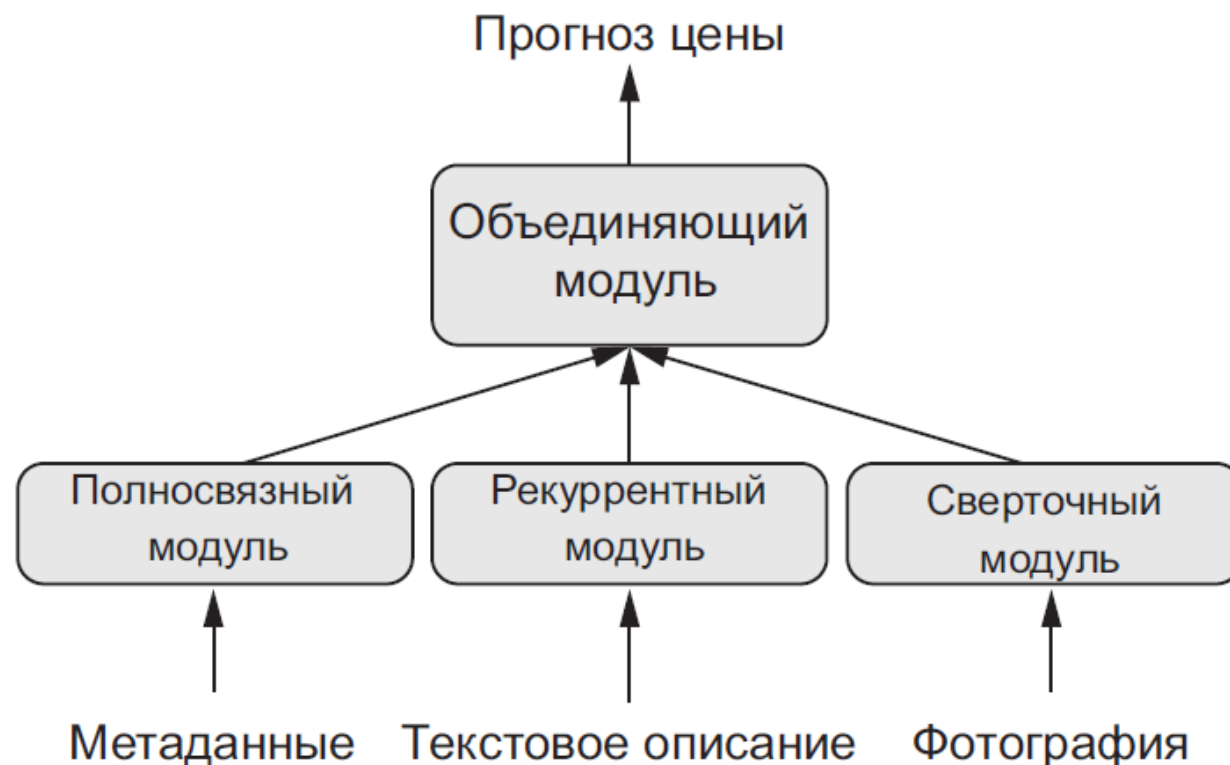 Прогноз цены
Объединяющий
модуль
Полносвязный
модуль
Рекуррентный
модуль
Сверточный
модуль
Метаданные
Текстовое описание
Фотография